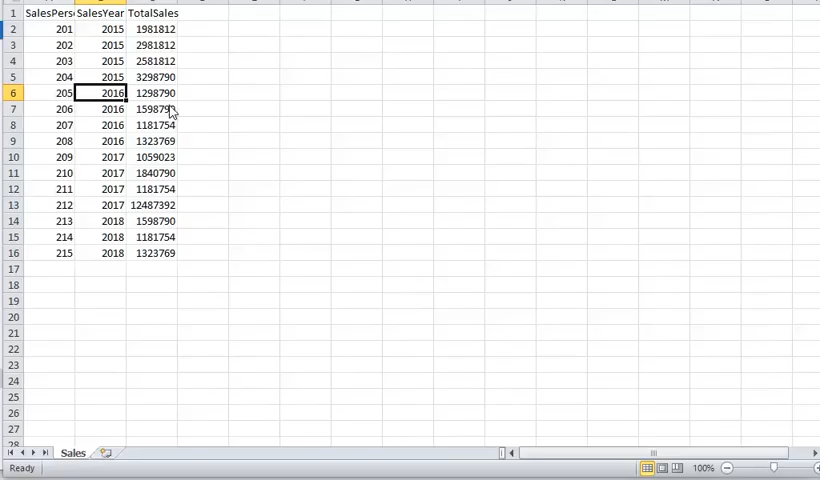 1 SalesPers SalesYear TotalSales
2 201 2015 1981812
3 202 2015 2981812
4 203 2015 2581812
5 204 2015 3298790
6 205 2016 1298790
7 206 2016 1598790
8 207 2016 1181754
9 208 2016 1323769
10 209 2017 1059023
11 210 2017 1840790
12 211 2017 1181754
13 212 2017 12487392
14 213 2018 1598790
15 214 2018 1181754
16 215 2018 1323769
17
18
19
20
21
22
23
24
25
26
27
28
Sales
Ready 100%